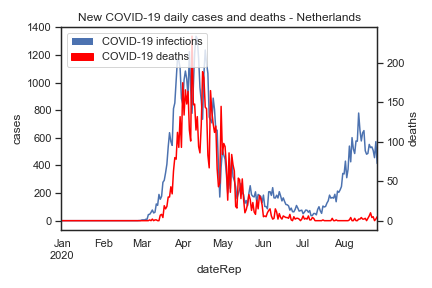 New COVID-19 daily cases and deaths - Netherlands
COVID-19 infections
COVID-19 deaths
1400
1200
1000
800
600
400
200
0
cases
200
150
100
50
0
deaths
Jan Feb Mar Apr May Jun Jul Aug
2020
dateRep